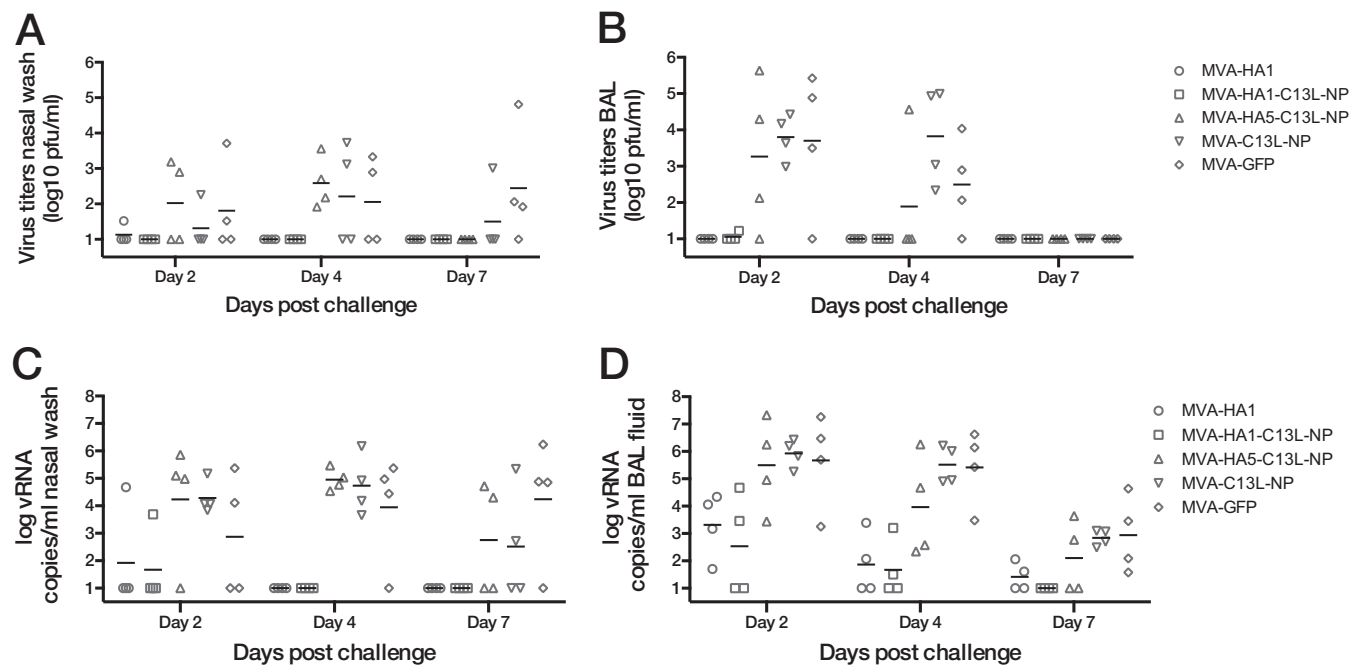 A
Virus titers nasal wash
(log10 pfu/ml)
6
5
4
3
2
1
Day 2
Day 4
Day 7
Days post challenge
B
Virus titers BAL
(log10 pfu/ml)
6
5
4
3
2
1
Day 2
Day 4
Day 7
Days post challenge
MVA-HA1
MVA-HA1-C13L-NP
MVA-HA5-C13L-NP
MVA-C13L-NP
MVA-GFP
C
log vRNA
copies/ml nasal wash
8
7
6
5
4
3
2
1
Day 2
Day 4
Day 7
Days post challenge
D
log vRNA
copies/ml BAL fluid
8
7
6
5
4
3
2
1
Day 2
Day 4
Day 7
Days post challenge
MVA-HA1
MVA-HA1-C13L-NP
MVA-HA5-C13L-NP
MVA-C13L-NP
MVA-GFP